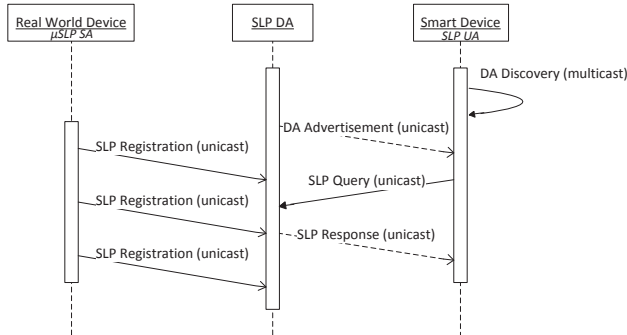 Real World Device
µSLP SA
SLP DA
Smart Device
SLP UA
DA Discovery (multicast)
DA Advertisement (unicast)
SLP Registration (unicast)
SLP Query (unicast)
SLP Registration (unicast)
SLP Response (unicast)
SLP Registration (unicast)